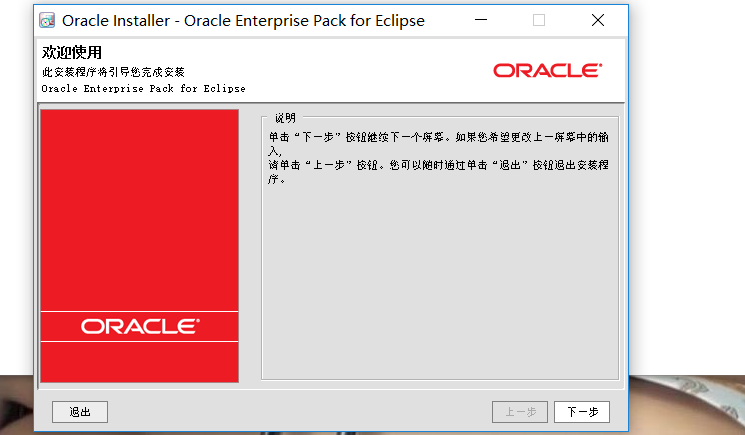 Oracle Installer - Oracle Enterprise Pack for Eclipse
欢迎使用
此安装程序将引导您完成安装
Oracle Enterprise Pack for Eclipse
ORACLE
说明
单击“下一步”按钮继续下一个屏幕。如果您希望更改上一屏幕中的输
入,
请单击“上一步”按钮。您可以随时通过单击“退出”按钮退出安装程
序。
ORACLE
退出
上一步
下一步